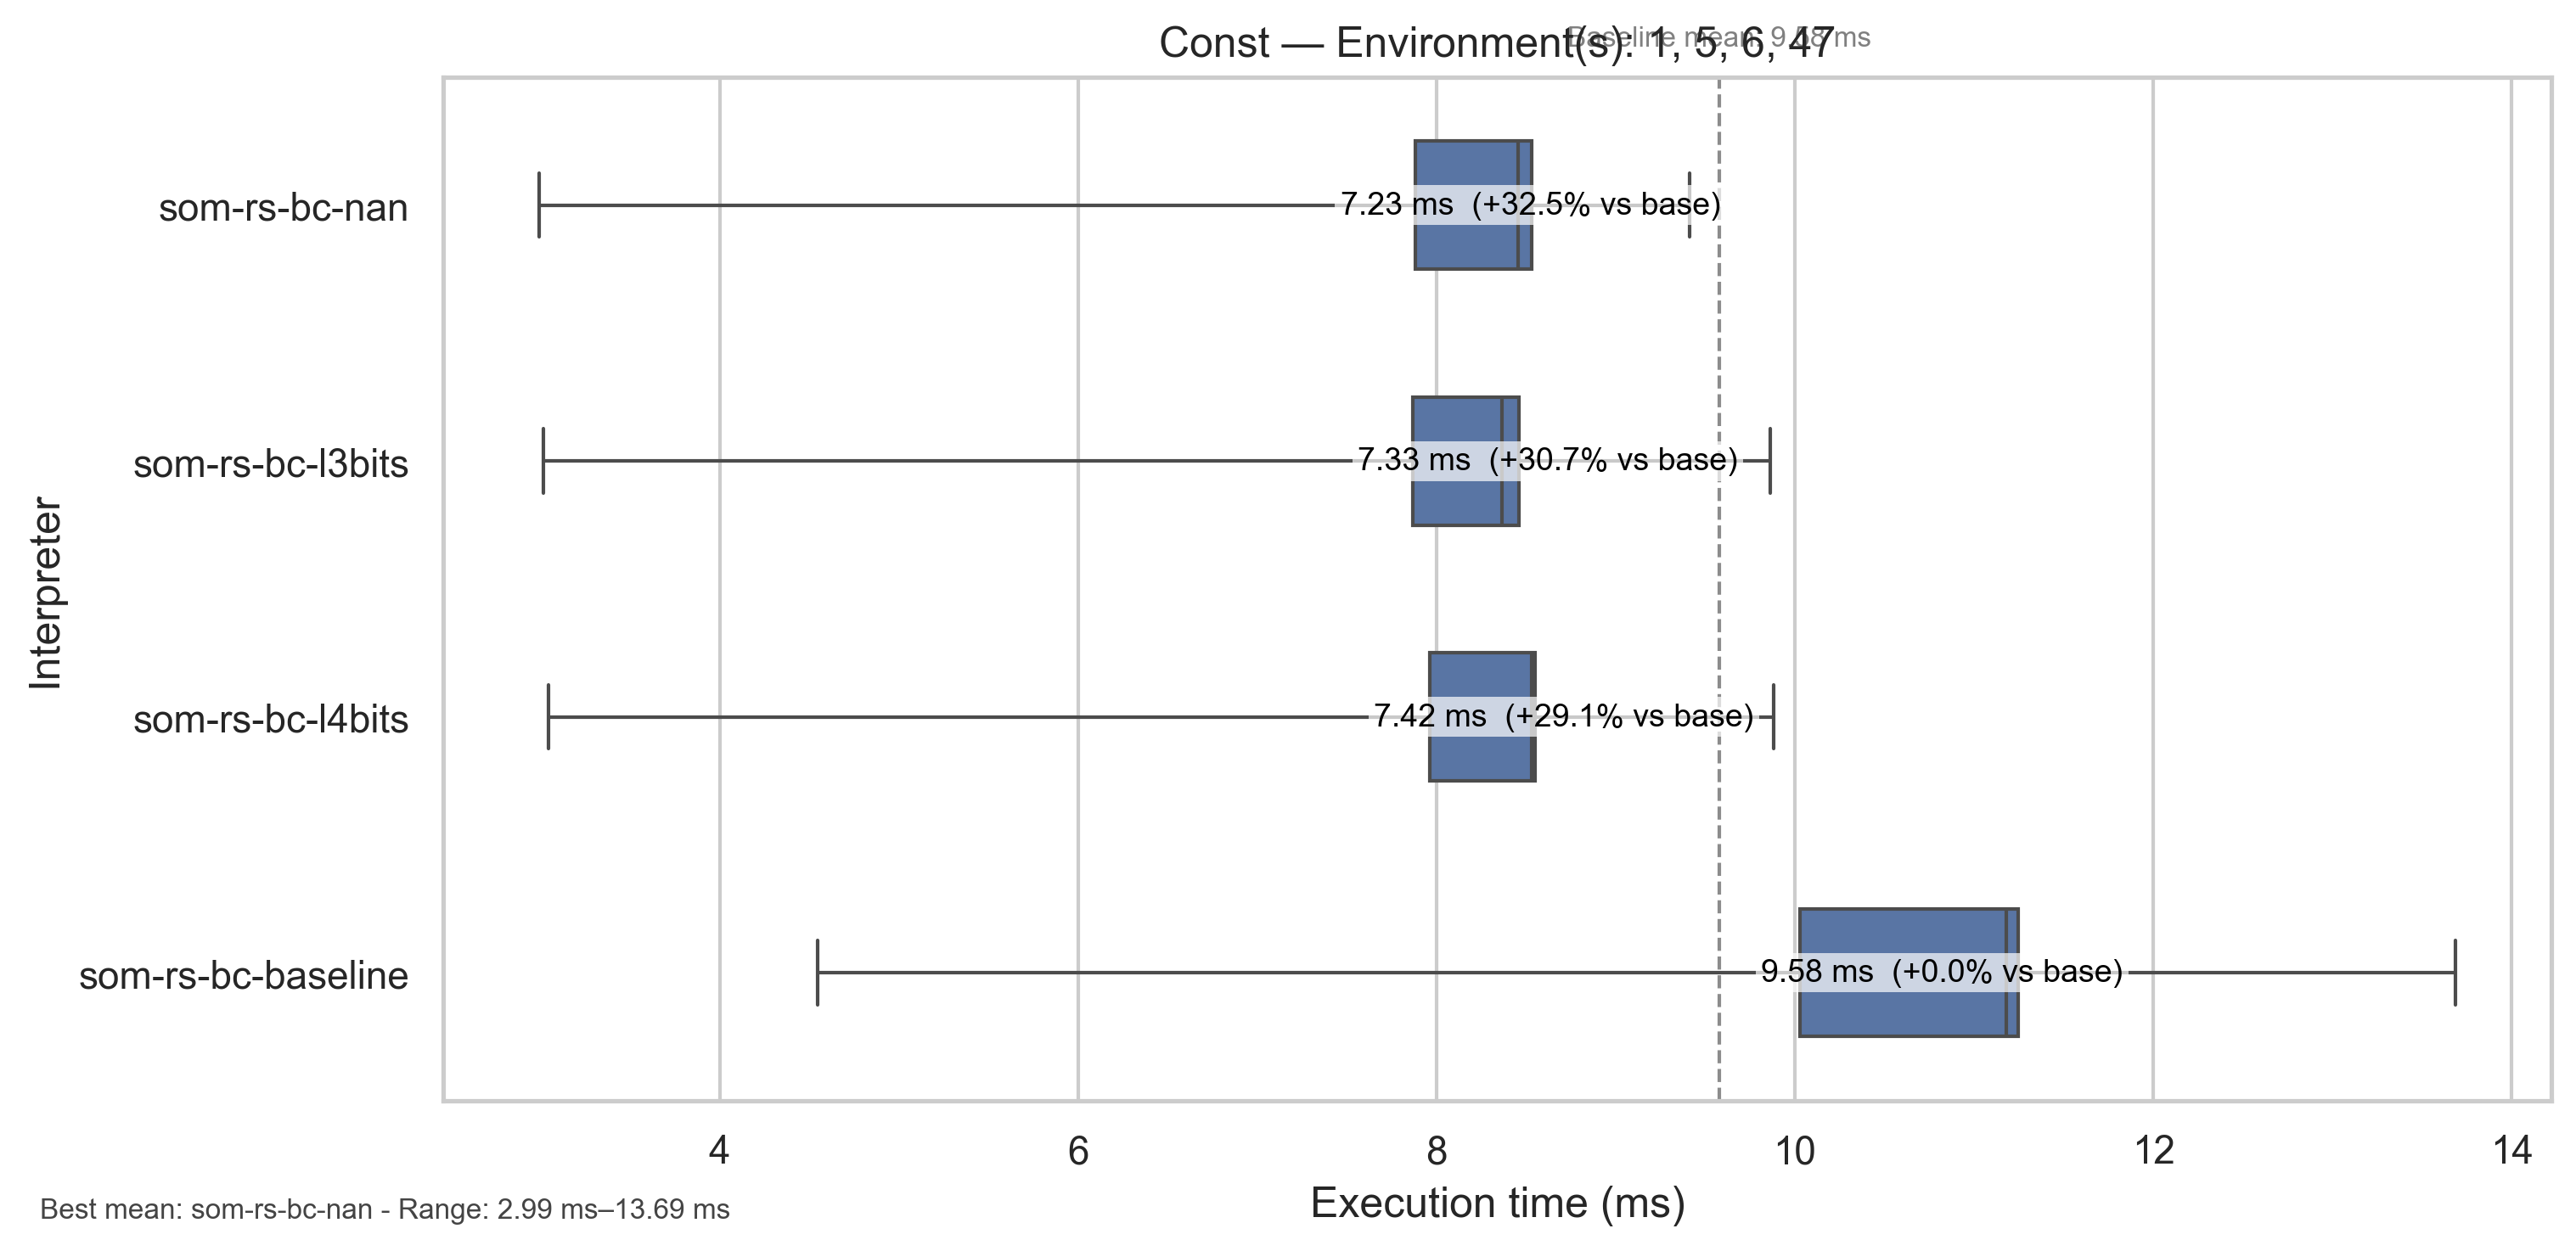 Const — Environment(s): 1, 5, 6, 47
Baseline mean: 9.58 ms
som-rs-bc-nan
7.23 ms (+32.5% vs base)
som-rs-bc-l3bits
7.33 ms (+30.7% vs base)
som-rs-bc-l4bits
7.42 ms (+29.1% vs base)
som-rs-bc-baseline
9.58 ms (+0.0% vs base)
Interpreter
4 6 8 10 12 14
Execution time (ms)
Best mean: som-rs-bc-nan - Range: 2.99 ms–13.69 ms